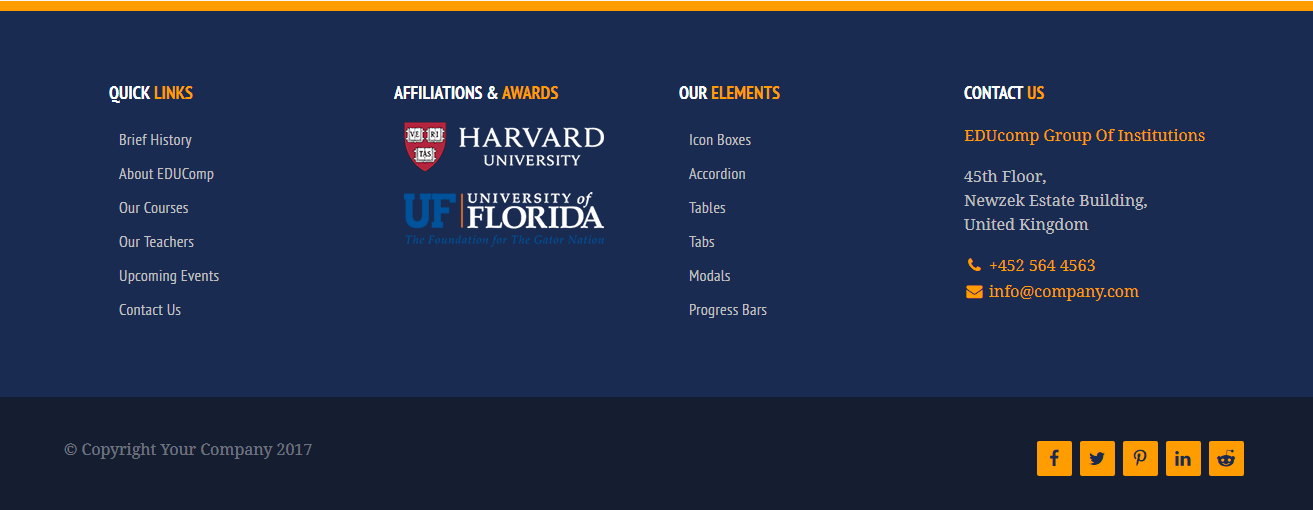 QUICK LINKS
Brief History
About EDUComp
Our Courses
Our Teachers
Upcoming Events
Contact Us
AFFILIATIONS & AWARDS
VE RI
TAS
HARVARD
UNIVERSITY
UF UNIVERSITY of
FLORIDA
The Foundation for The Gator Nation
OUR ELEMENTS
Icon Boxes
Accordion
Tables
Tabs
Modals
Progress Bars
CONTACT US
EDUcomp Group Of Institutions
45th Floor,
Newzek Estate Building,
United Kingdom
+452 564 4563
info@company.com
© Copyright Your Company 2017